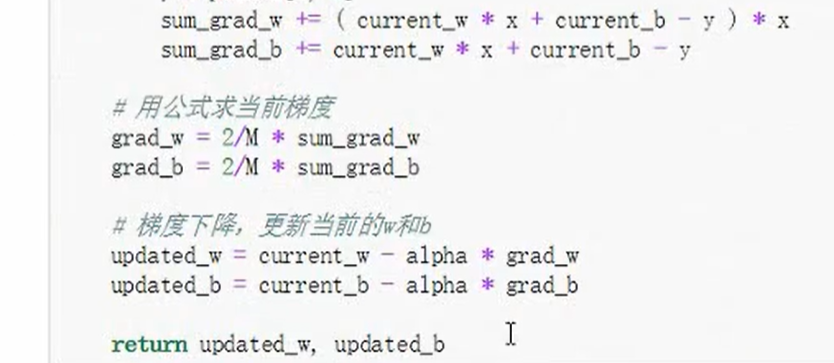 sum_grad_w += ( current_w * x + current_b - y ) * x
sum_grad_b += current_w * x + current_b - y
# 用公式求当前梯度
grad_w = 2/M * sum_grad_w
grad_b = 2/M * sum_grad_b
# 梯度下降，更新当前的w和b
updated_w = current_w - alpha * grad_w
updated_b = current_b - alpha * grad_b
return updated_w, updated_b